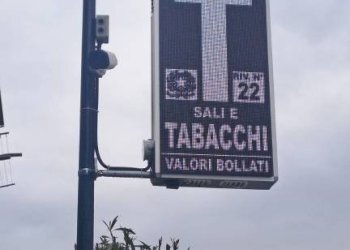 T
RIV. N°
22
SALI E
TABACCHI
VALORI BOLLATI